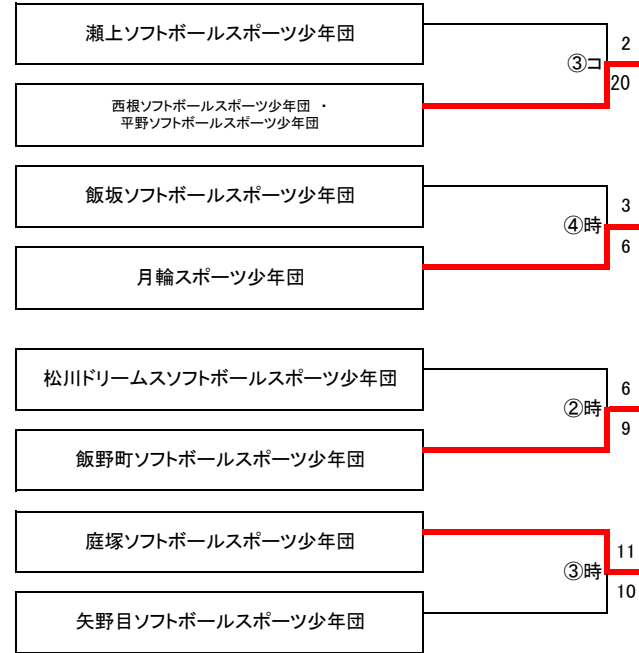 瀬上ソフトボールスポーツ少年団
2
③コ
20
西根ソフトボールスポーツ少年団 ・
平野ソフトボールスポーツ少年団
飯坂ソフトボールスポーツ少年団
3
④時
6
月輪スポーツ少年団
松川ドリームスソフトボールスポーツ少年団
6
②時
9
飯野町ソフトボールスポーツ少年団
庭塚ソフトボールスポーツ少年団
11
③時
10
矢野目ソフトボールスポーツ少年団